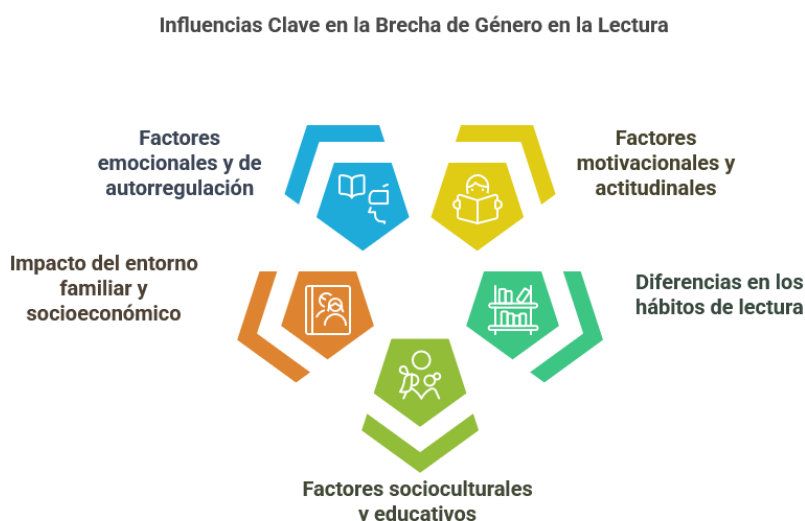 Influencias Clave en la Brecha de Género en la Lectura
Factores
emocionales y de
autorregulación
Factores
motivacionales y
actitudinales
Impacto del entorno
familiar y
socioeconómico
Diferencias en los
hábitos de lectura
Factores socioculturales
y educativos